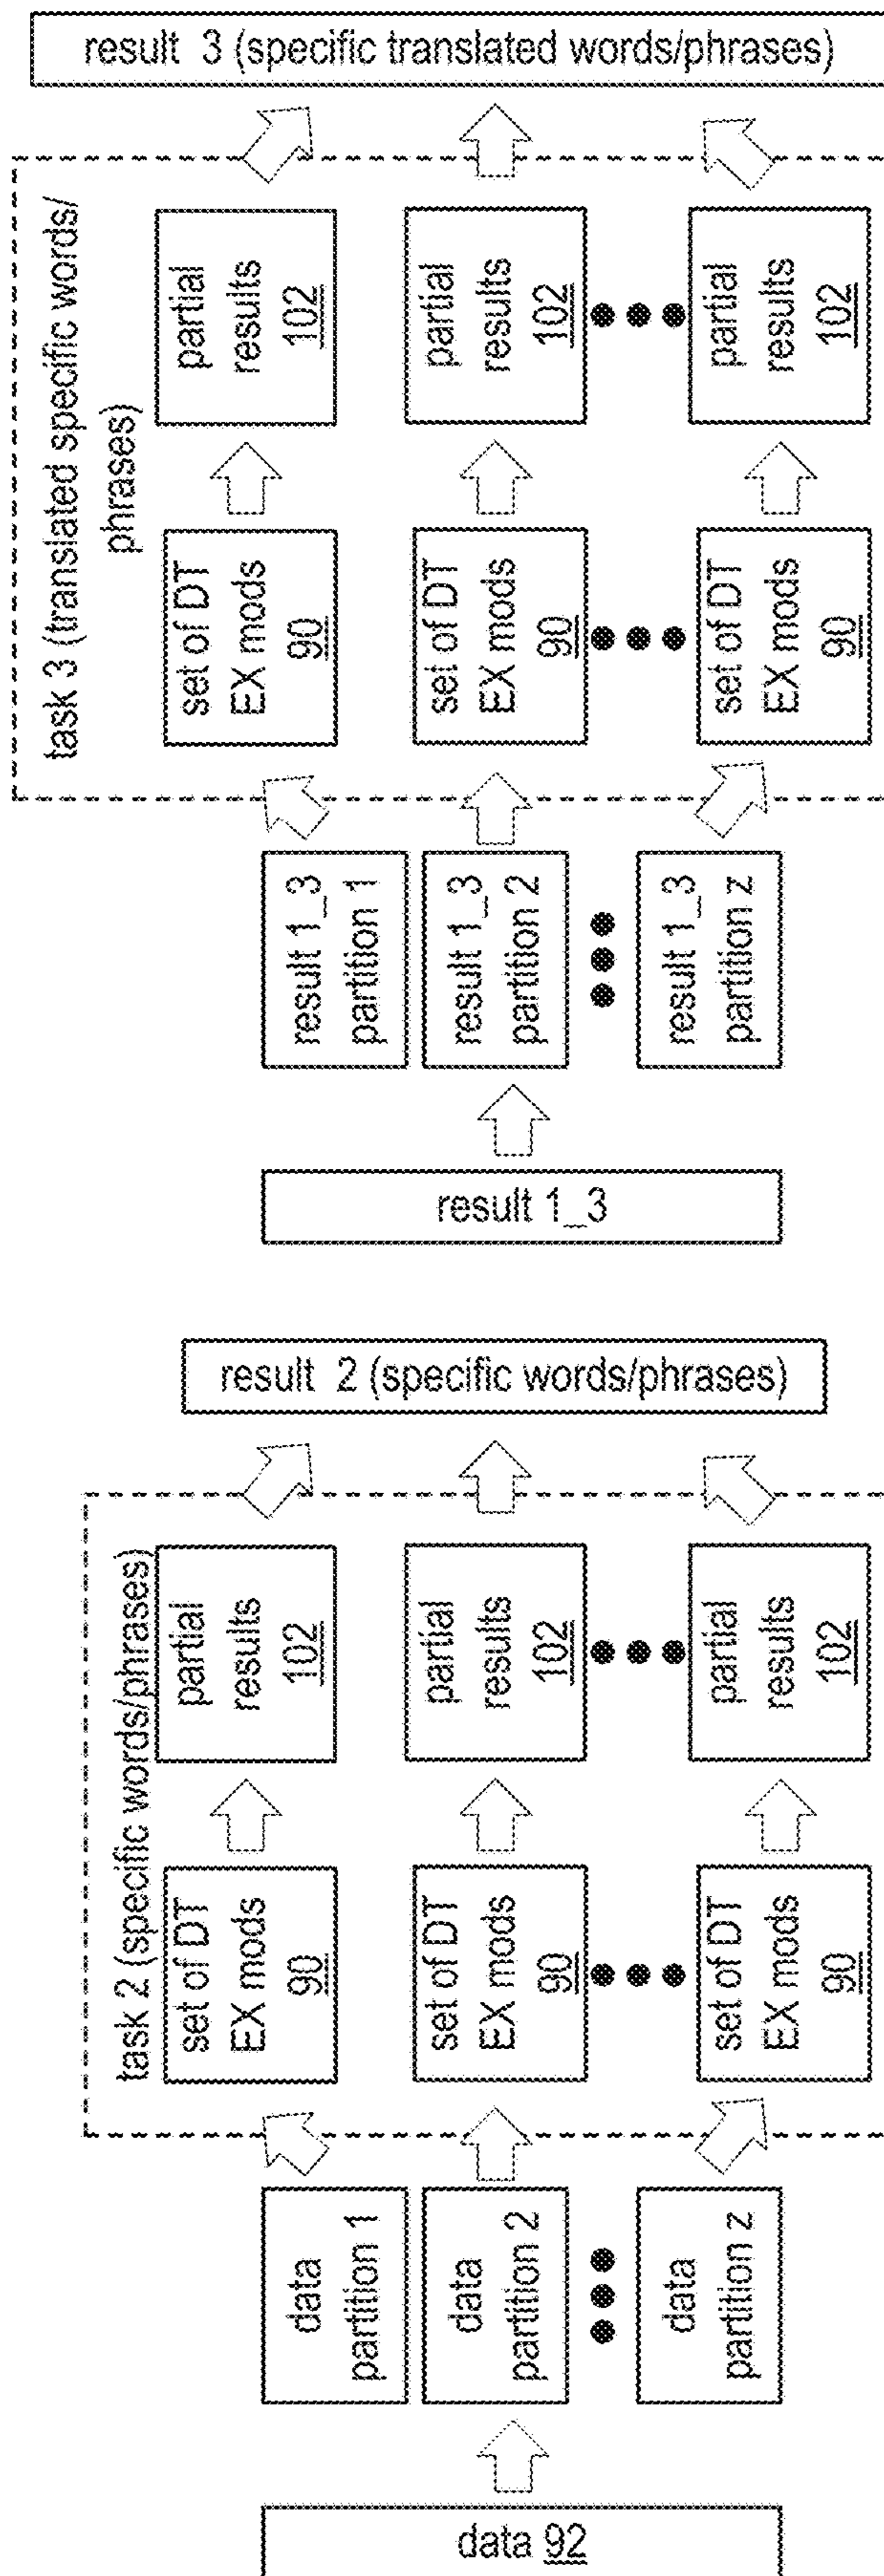 data 92
data
partition 1
data
partition 2
data
partition z
task 2 (specific words/phrases)
set of DT
EX mods
90
partial
results
102
set of DT
EX mods
90
partial
results
102
set of DT
EX mods
90
partial
results
102
result 2 (specific words/phrases)
result 1_3
result 1_3
partition 1
result 1_3
partition 2
result 1_3
partition z
task 3 (translated specific words/
phrases)
set of DT
EX mods
90
partial
results
102
set of DT
EX mods
90
partial
results
102
set of DT
EX mods
90
partial
results
102
result 3 (specific translated words/phrases)